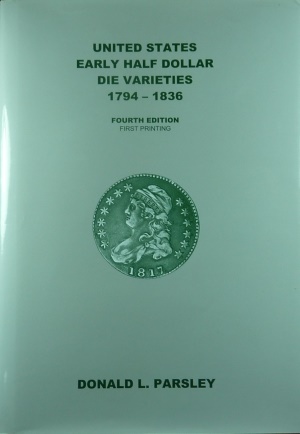 UNITED STATES
EARLY HALF DOLLAR
DIE VARIETIES
1794 – 1836
FOURTH EDITION
FIRST PRINTING
1817
DONALD L. PARSLEY